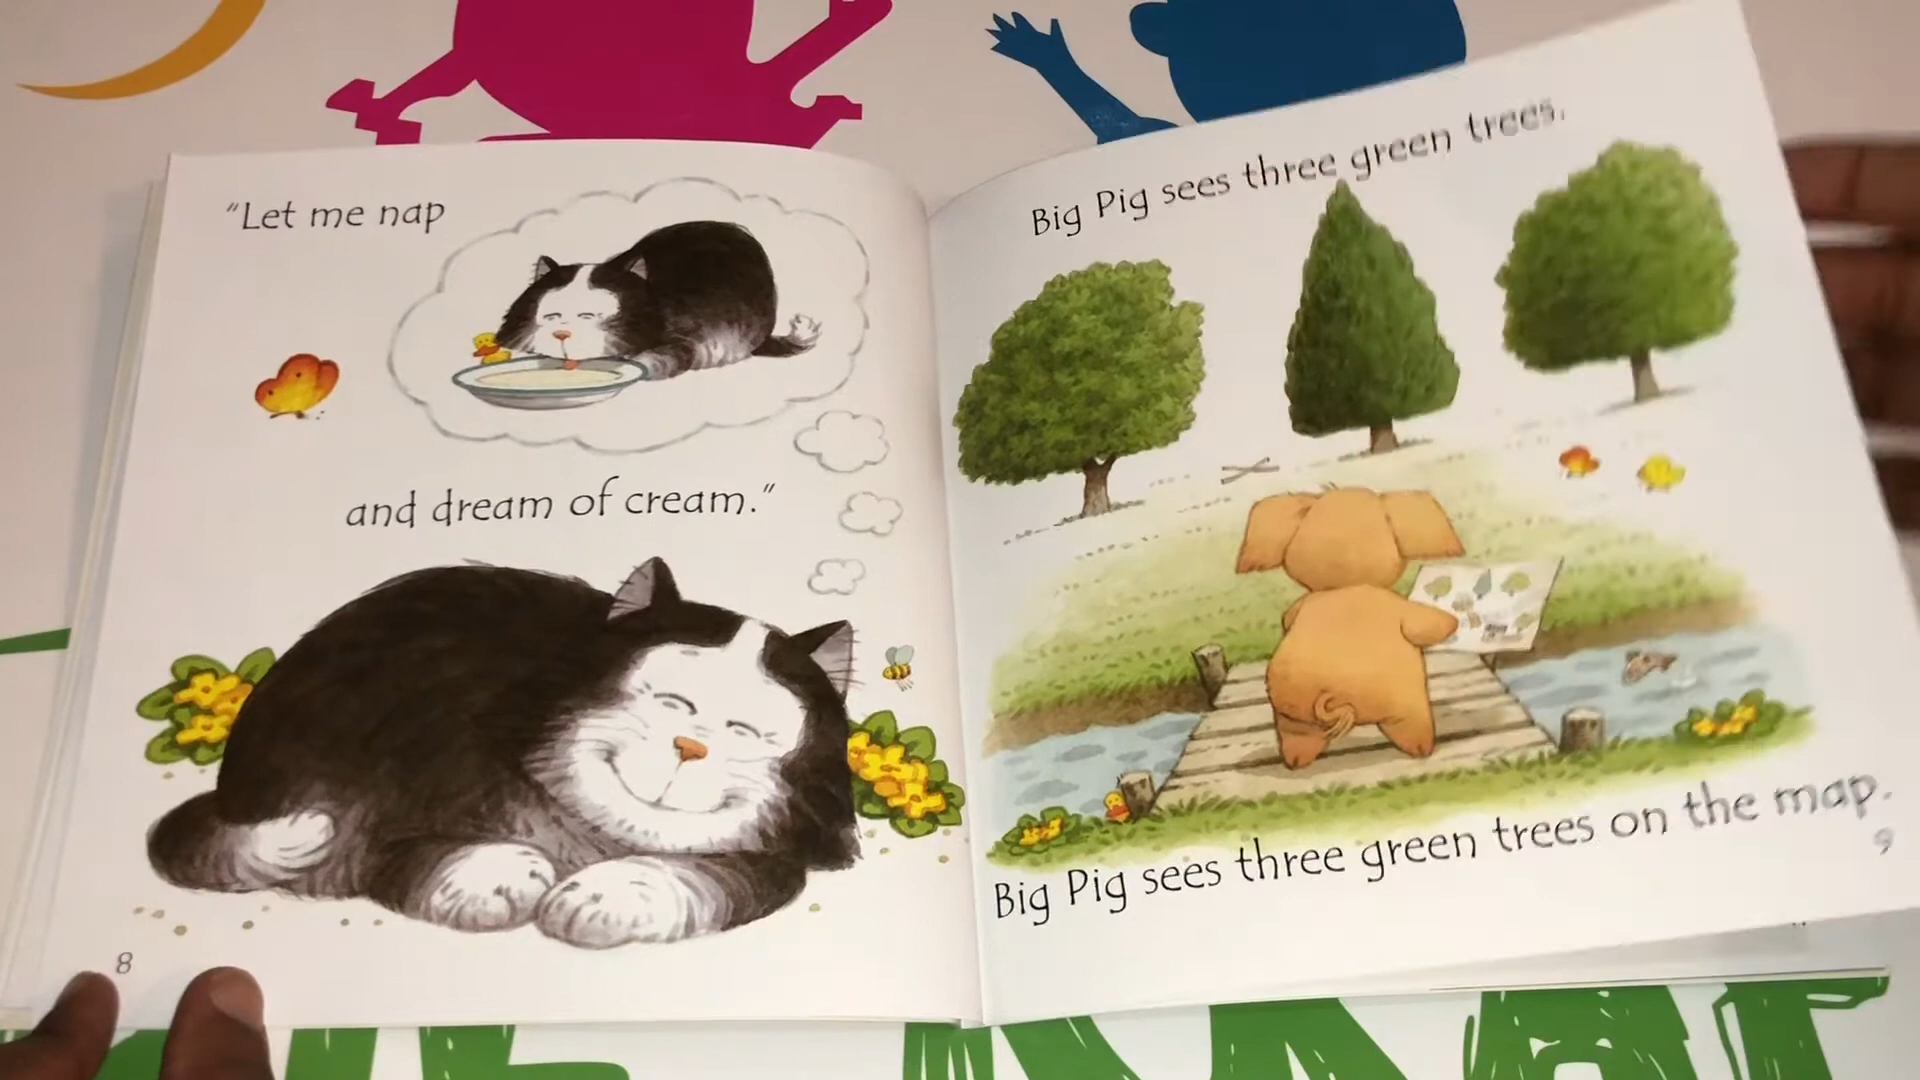 “Let me nap
and dream of cream.”
8
Big Pig sees three green trees.
Big Pig sees three green trees on the map.
9